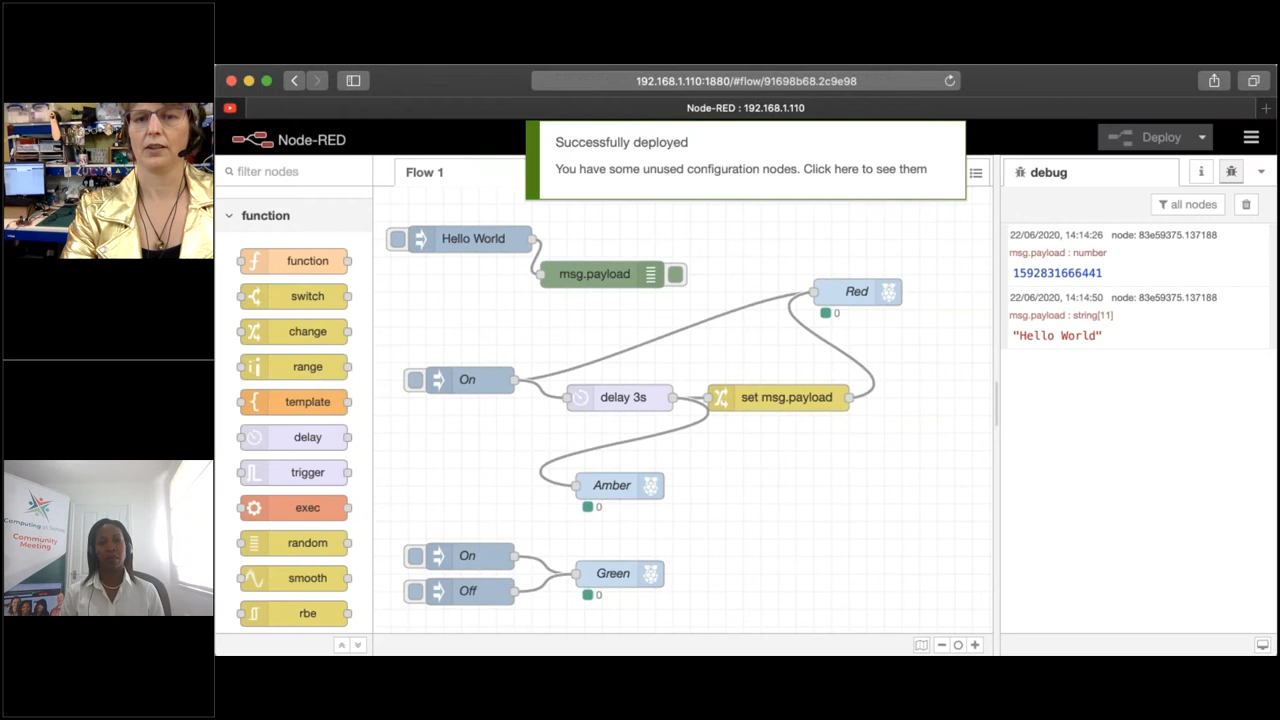 192.168.1.110:1880/#flow/91698b68.2c9e98
Node-RED : 192.168.1.110
Node-RED
Deploy
Successfully deployed
You have some unused configuration nodes. Click here to see them
filter nodes
function
function
switch
change
range
template
delay
trigger
exec
random
smooth
rbe
Flow 1
Hello World
msg.payload
Red
0
On
delay 3s
set msg.payload
Amber
0
On
Off
Green
0
debug
i
all nodes
22/06/2020, 14:14:26 node: 83e59375.137188
msg.payload : number
1592831666441
22/06/2020, 14:14:50 node: 83e59375.137188
msg.payload : string[11]
"Hello World"
Computing
Community
Meeting